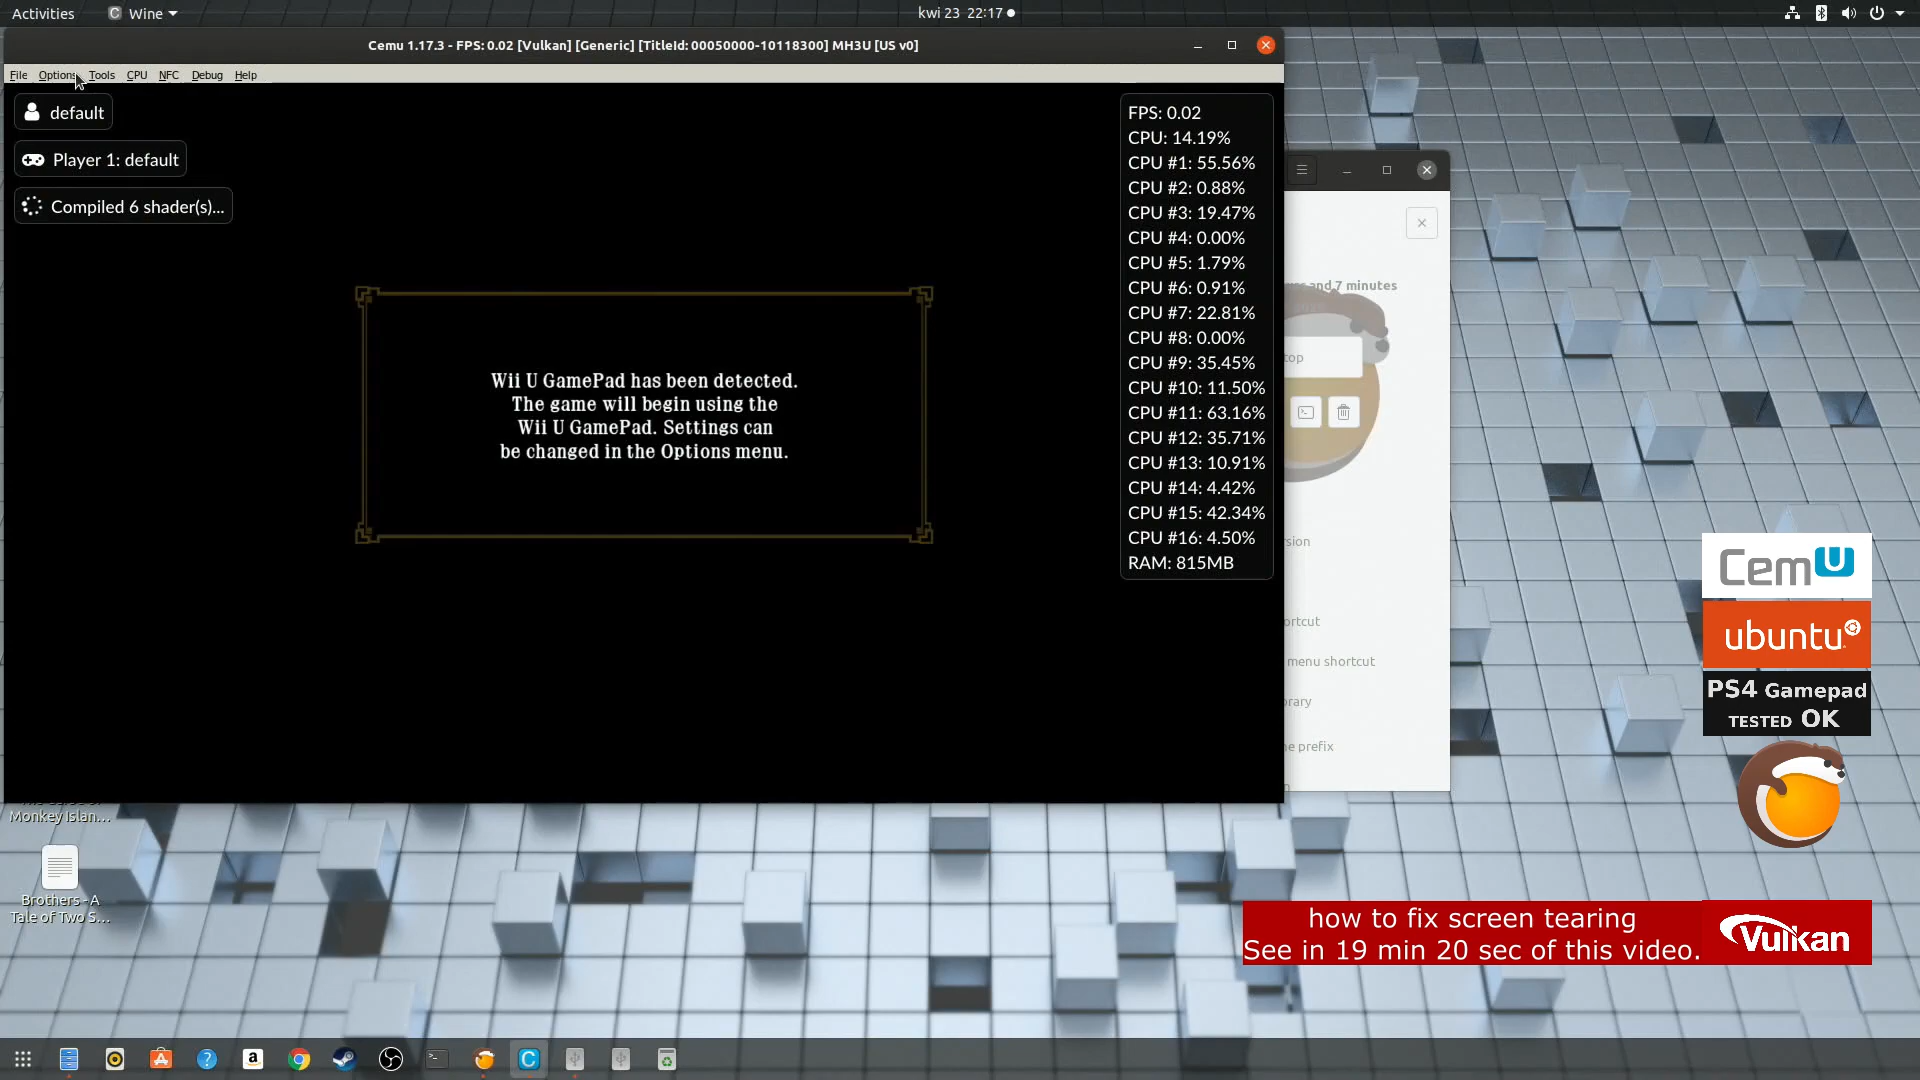 Activities
Wine
kwi 23 22:17
Cemu 1.17.3 - FPS: 0.02 [Vulkan] [Generic] [TitleId: 00050000-10118300] MH3U [US v0]
File Options Tools CPU NFC Debug Help
default
Player 1: default
Compiled 6 shader(s)...
FPS: 0.02
CPU: 14.19%
CPU #1: 55.56%
CPU #2: 0.88%
CPU #3: 19.47%
CPU #4: 0.00%
CPU #5: 1.79%
CPU #6: 0.91%
CPU #7: 22.81%
CPU #8: 0.00%
CPU #9: 35.45%
CPU #10: 11.50%
CPU #11: 63.16%
CPU #12: 35.71%
CPU #13: 10.91%
CPU #14: 4.42%
CPU #15: 42.34%
CPU #16: 4.50%
RAM: 815MB
Wii U GamePad has been detected.
The game will begin using the
Wii U GamePad. Settings can
be changed in the Options menu.
and 7 minutes
top
sion
ortcut
menu shortcut
orary
e prefix
Cemu
ubuntu
PS4 Gamepad
TESTED OK
Monkey Islan...
Brothers - A
Tale of Two S...
how to fix screen tearing
See in 19 min 20 sec of this video.
Vulkan